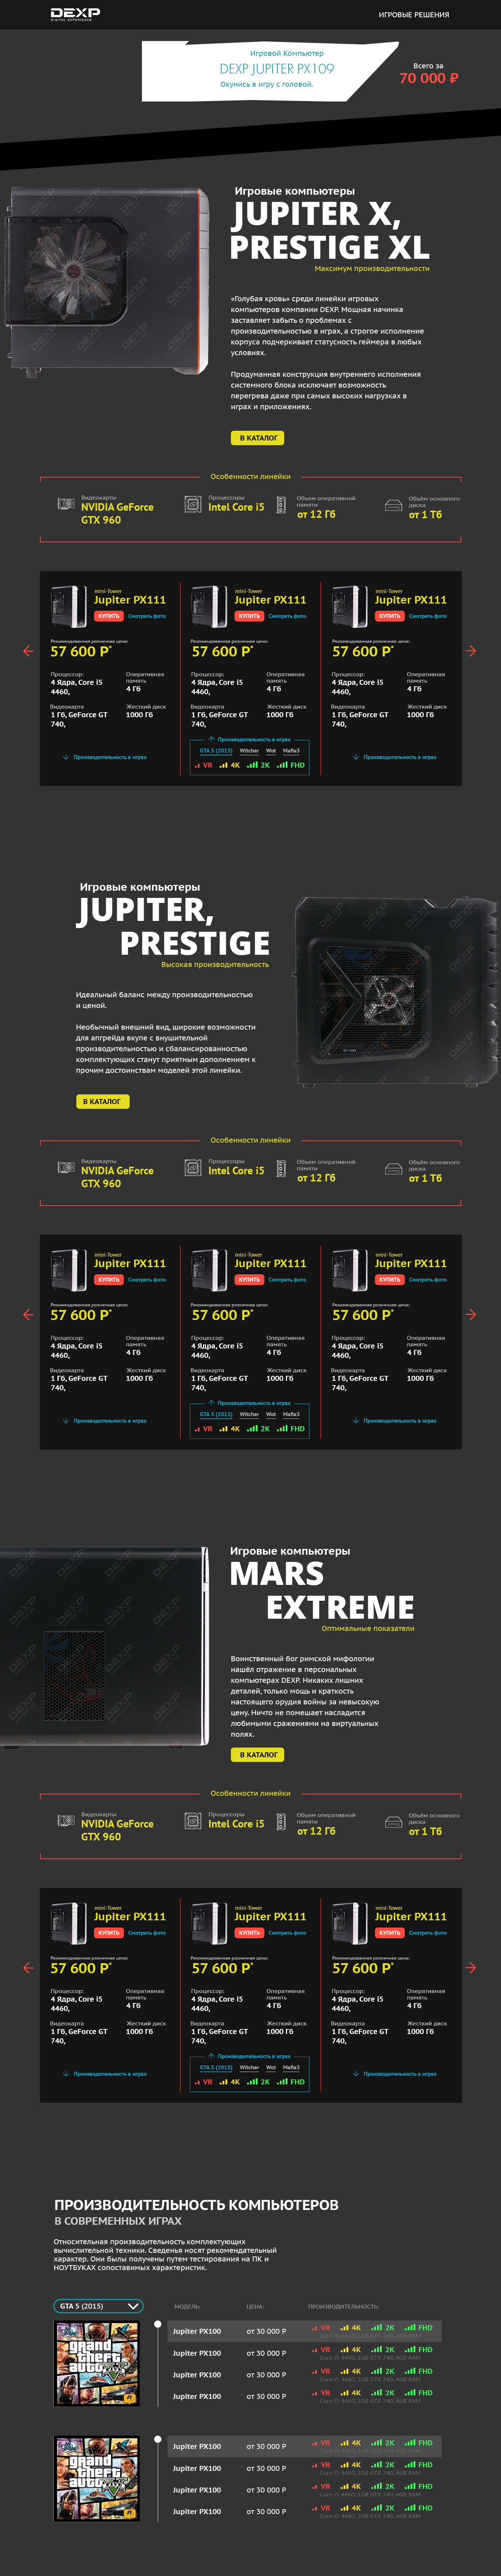 DEXP
DIGITAL EXPERIENCE
ИГРОВЫЕ РЕШЕНИЯ
Игровой Компьютер
DEXP JUPITER PX109
Окунись в игру с головой.
Всего за
70 000 ₽
Игровые компьютеры
JUPITER X,
PRESTIGE XL
Максимум производительности
«Голубая кровь» среди линейки игровых
компьютеров компании DEXP. Мощная начинка
заставляет забыть о проблемах с
производительностью в играх, а строгое исполнение
корпуса подчеркивает статусность геймера в любых
условиях.
Продуманная конструкция внутреннего исполнения
системного блока исключает возможность
перегрева даже при самых высоких нагрузках в
играх и приложениях.
В КАТАЛОГ
Особенности линейки
Видеокарты
NVIDIA GeForce
GTX 960
Процессоры
Intel Core i5
Объем оперативной
памяти
от 12 Гб
Объём основного
диска
от 1 Тб
mini-Tower
Jupiter PX111
КУПИТЬ Смотреть фото
Рекомендованная розничная цена:
57 600 Р*
Процессор:
4 Ядра, Core i5
4460,
Оперативная
память
4 Гб
Видеокарта
1 Гб, GeForce GT
740,
Жесткий диск
1000 Гб
Производительность в играх
mini-Tower
Jupiter PX111
КУПИТЬ Смотреть фото
Рекомендованная розничная цена:
57 600 Р*
Процессор:
4 Ядра, Core i5
4460,
Оперативная
память
4 Гб
Видеокарта
1 Гб, GeForce GT
740,
Жесткий диск
1000 Гб
Производительность в играх
GTA 5 (2015) Witcher Wot Mafia3
VR 4K 2K FHD
mini-Tower
Jupiter PX111
КУПИТЬ Смотреть фото
Рекомендованная розничная цена:
57 600 Р*
Процессор:
4 Ядра, Core i5
4460,
Оперативная
память
4 Гб
Видеокарта
1 Гб, GeForce GT
740,
Жесткий диск
1000 Гб
Производительность в играх
Игровые компьютеры
JUPITER,
PRESTIGE
Высокая производительность
Идеальный баланс между производительностью
и ценой.
Необычный внешний вид, широкие возможности
для апгрейда вкупе с внушительной
производительностью и сбалансированностью
комплектующих станут приятным дополнением к
прочим достоинствам моделей этой линейки.
В КАТАЛОГ
Особенности линейки
Видеокарты
NVIDIA GeForce
GTX 960
Процессоры
Intel Core i5
Объем оперативной
памяти
от 12 Гб
Объём основного
диска
от 1 Тб
mini-Tower
Jupiter PX111
КУПИТЬ Смотреть фото
Рекомендованная розничная цена:
57 600 Р*
Процессор:
4 Ядра, Core i5
4460,
Оперативная
память
4 Гб
Видеокарта
1 Гб, GeForce GT
740,
Жесткий диск
1000 Гб
Производительность в играх
mini-Tower
Jupiter PX111
КУПИТЬ Смотреть фото
Рекомендованная розничная цена:
57 600 Р*
Процессор:
4 Ядра, Core i5
4460,
Оперативная
память
4 Гб
Видеокарта
1 Гб, GeForce GT
740,
Жесткий диск
1000 Гб
Производительность в играх
GTA 5 (2015) Witcher Wot Mafia3
VR 4K 2K FHD
mini-Tower
Jupiter PX111
КУПИТЬ Смотреть фото
Рекомендованная розничная цена:
57 600 Р*
Процессор:
4 Ядра, Core i5
4460,
Оперативная
память
4 Гб
Видеокарта
1 Гб, GeForce GT
740,
Жесткий диск
1000 Гб
Производительность в играх
Игровые компьютеры
MARS
EXTREME
Оптимальные показатели
Воинственный бог римской мифологии
нашёл отражение в персональных
компьютерах DEXP. Никаких лишних
деталей, только мощь и краткость
настоящего орудия войны за невысокую
цену. Ничто не помешает насладится
любимыми сражениями на виртуальных
полях.
В КАТАЛОГ
Особенности линейки
Видеокарты
NVIDIA GeForce
GTX 960
Процессоры
Intel Core i5
Объем оперативной
памяти
от 12 Гб
Объём основного
диска
от 1 Тб
mini-Tower
Jupiter PX111
КУПИТЬ Смотреть фото
Рекомендованная розничная цена:
57 600 Р*
Процессор:
4 Ядра, Core i5
4460,
Оперативная
память
4 Гб
Видеокарта
1 Гб, GeForce GT
740,
Жесткий диск
1000 Гб
Производительность в играх
mini-Tower
Jupiter PX111
КУПИТЬ Смотреть фото
Рекомендованная розничная цена:
57 600 Р*
Процессор:
4 Ядра, Core i5
4460,
Оперативная
память
4 Гб
Видеокарта
1 Гб, GeForce GT
740,
Жесткий диск
1000 Гб
Производительность в играх
GTA 5 (2015) Witcher Wot Mafia3
VR 4K 2K FHD
mini-Tower
Jupiter PX111
КУПИТЬ Смотреть фото
Рекомендованная розничная цена:
57 600 Р*
Процессор:
4 Ядра, Core i5
4460,
Оперативная
память
4 Гб
Видеокарта
1 Гб, GeForce GT
740,
Жесткий диск
1000 Гб
Производительность в играх
ПРОИЗВОДИТЕЛЬНОСТЬ КОМПЬЮТЕРОВ
В СОВРЕМЕННЫХ ИГРАХ
Относительная производительность комплектующих
вычислительной техники. Сведенья носят рекомендательный
характер. Они былы получены путем тестирования на ПК и
НОУТБУКАХ сопоставимых характеристик.
GTA 5 (2015)
МОДЕЛЬ: ЦЕНА: ПРОИЗВОДИТЕЛЬНОСТЬ:
grand
theft
auto V
Jupiter PX100 от 30 000 Р VR 4K 2K FHD
Core i5 4460, 1GB GTX 740, 4GB RAM
Jupiter PX100 от 30 000 Р VR 4K 2K FHD
Core i5 4460, 1GB GTX 740, 4GB RAM
Jupiter PX100 от 30 000 Р VR 4K 2K FHD
Core i5 4460, 1GB GTX 740, 4GB RAM
Jupiter PX100 от 30 000 Р VR 4K 2K FHD
Core i5 4460, 1GB GTX 740, 4GB RAM
grand
theft
auto V
Jupiter PX100 от 30 000 Р VR 4K 2K FHD
Core i5 4460, 1GB GTX 740, 4GB RAM
Jupiter PX100 от 30 000 Р VR 4K 2K FHD
Core i5 4460, 1GB GTX 740, 4GB RAM
Jupiter PX100 от 30 000 Р VR 4K 2K FHD
Core i5 4460, 1GB GTX 740, 4GB RAM
Jupiter PX100 от 30 000 Р VR 4K 2K FHD
Core i5 4460, 1GB GTX 740, 4GB RAM